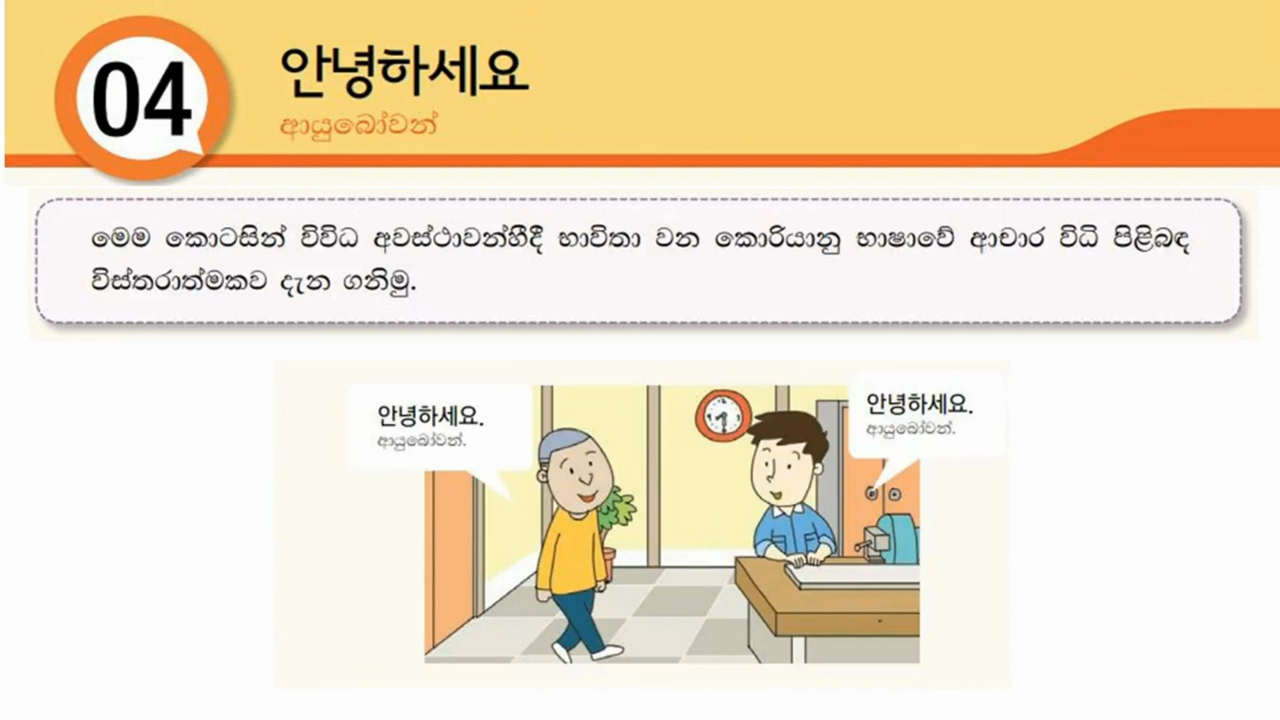 04
안녕하세요
ආයුබෝවන්
මෙම කොටසින් විවිධ අවස්ථාවන්හීදී භාවිතා වන කොරියානු භාෂාවේ ආචාර විධි පිළිබඳ
විස්තරාත්මකව දැන ගනිමු.
안녕하세요.
ආයුබෝවන්.
안녕하세요.
ආයුබෝවන්.